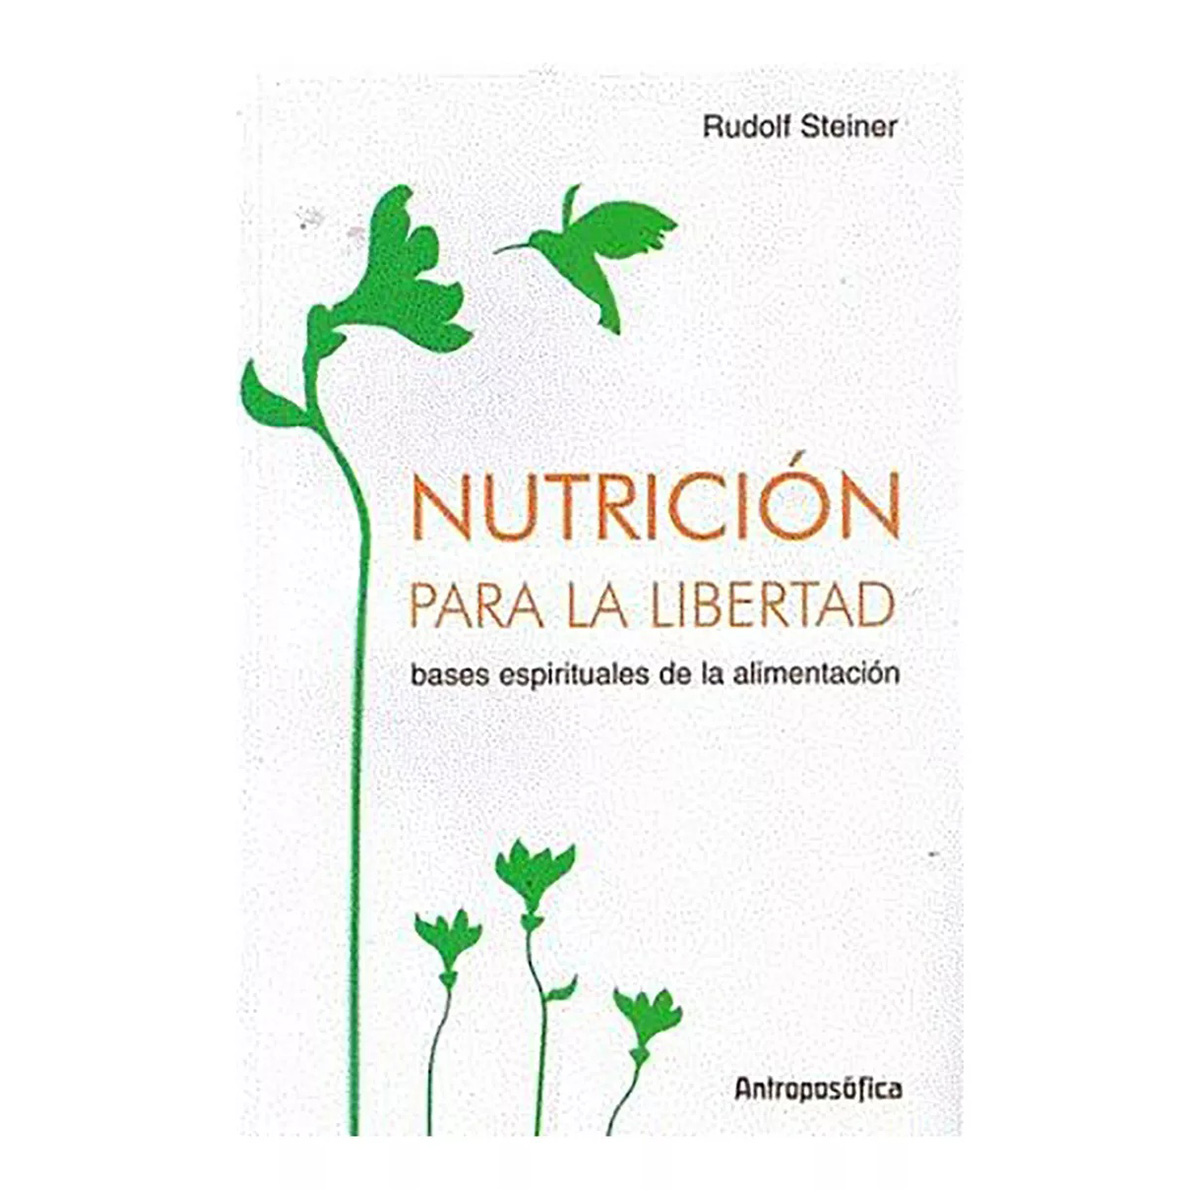 Rudolf Steiner
NUTRICIÓN
PARA LA LIBERTAD
bases espirituales de la alimentación
Antroposófica